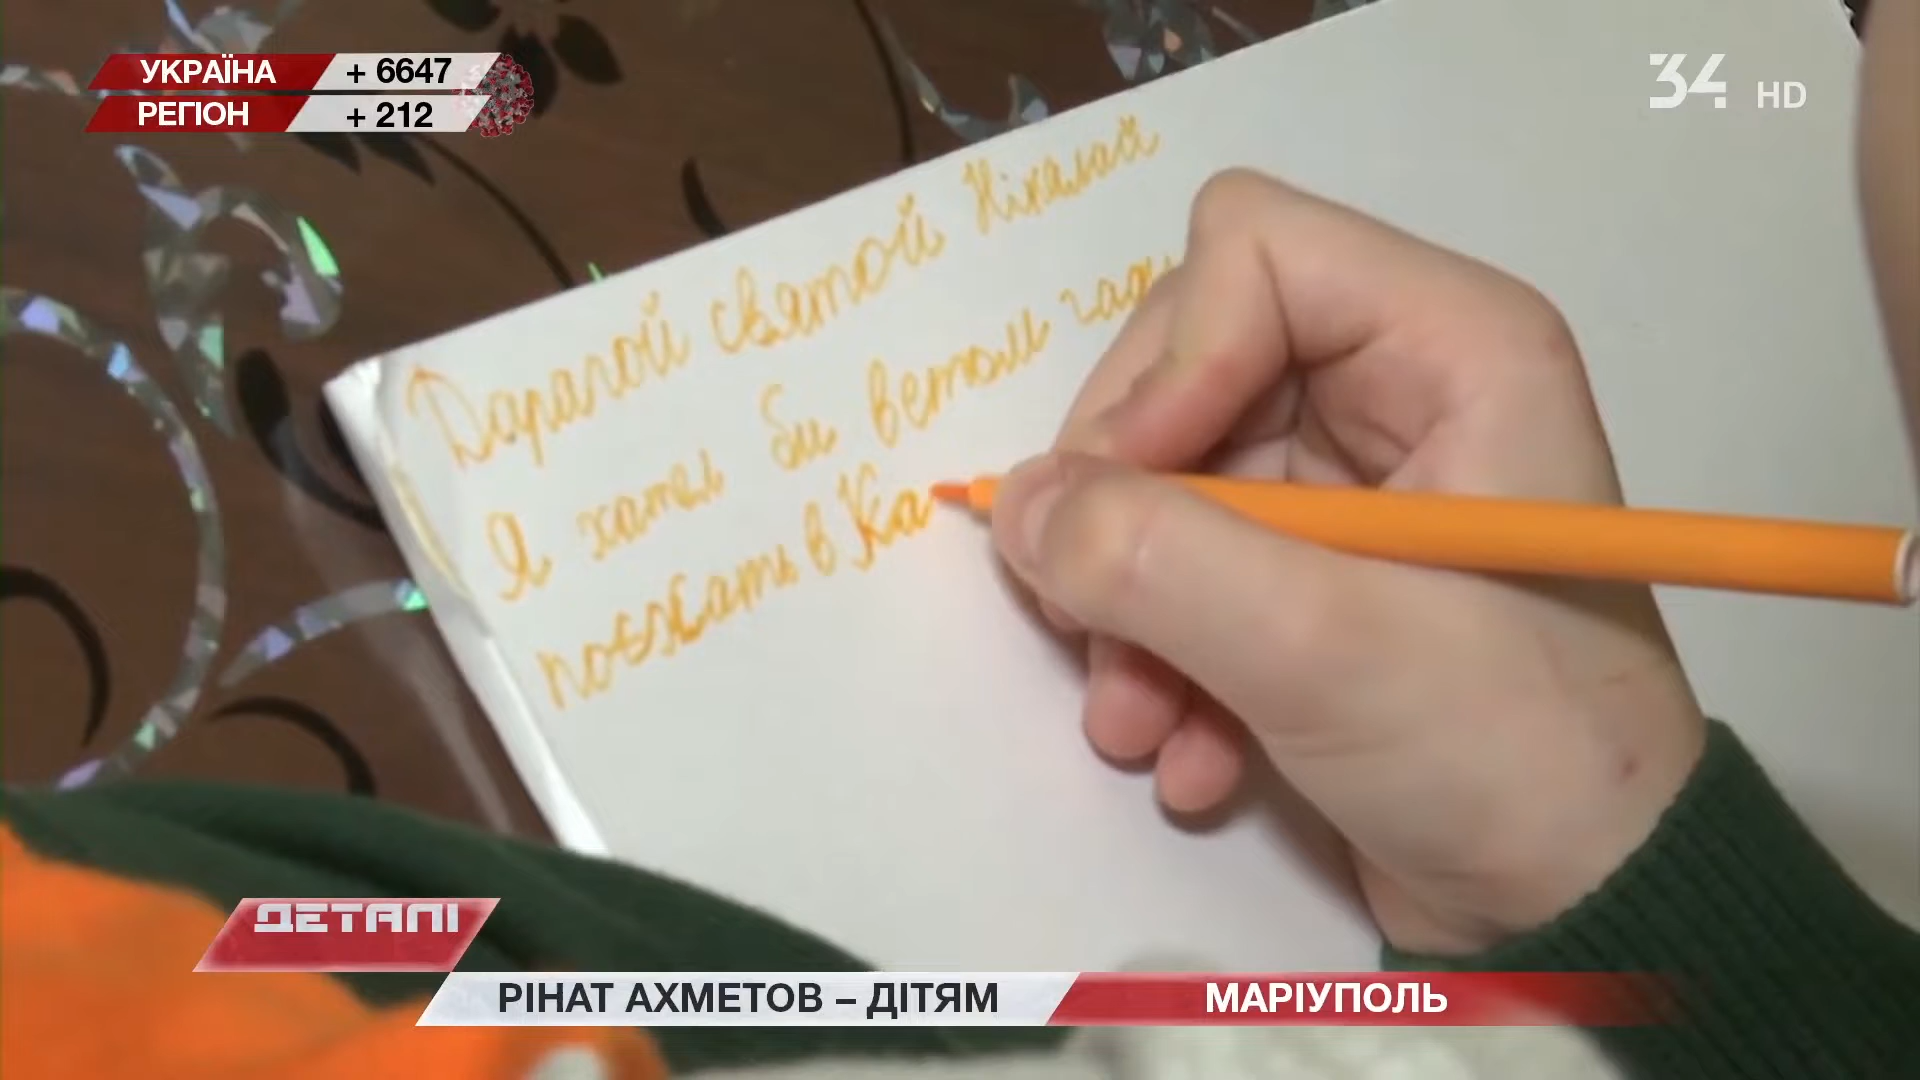 УКРАЇНА + 6647
РЕГІОН + 212
34 HD
Дарагой святой Нікалай
Я хател би ветом гаду
поєхать в Ка
ДЕТАЛІ
РІНАТ АХМЕТОВ – ДІТЯМ МАРІУПОЛЬ